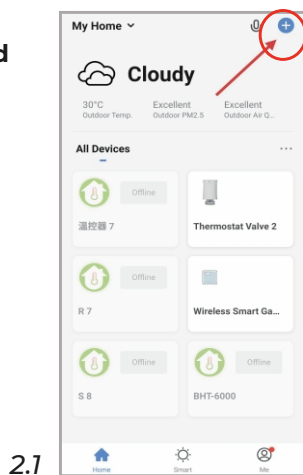 d
My Home
Cloudy
30°C Excellent Excellent
Outdoor Temp. Outdoor PM2.5 Outdoor Air Q...
All Devices ...
Offline
温控器 7 Thermostat Valve 2
Offline
R 7 Wireless Smart Ga...
Offline Offline
S 8 BHT-6000
Home Smart Me
2.1